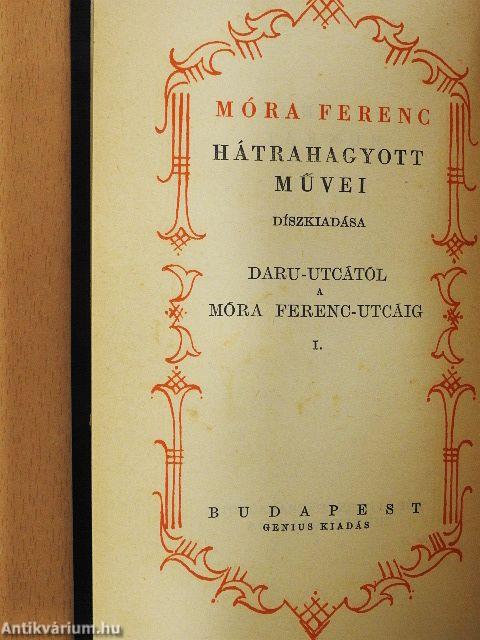 MÓRA FERENC
HÁTRAHAGYOTT
MŰVEI
DÍSZKIADÁSA
DARU-UTCÁTÓL
A
MÓRA FERENC-UTCÁIG
I.
BUDAPEST
GENIUS KIADÁS
Antikvárium.hu